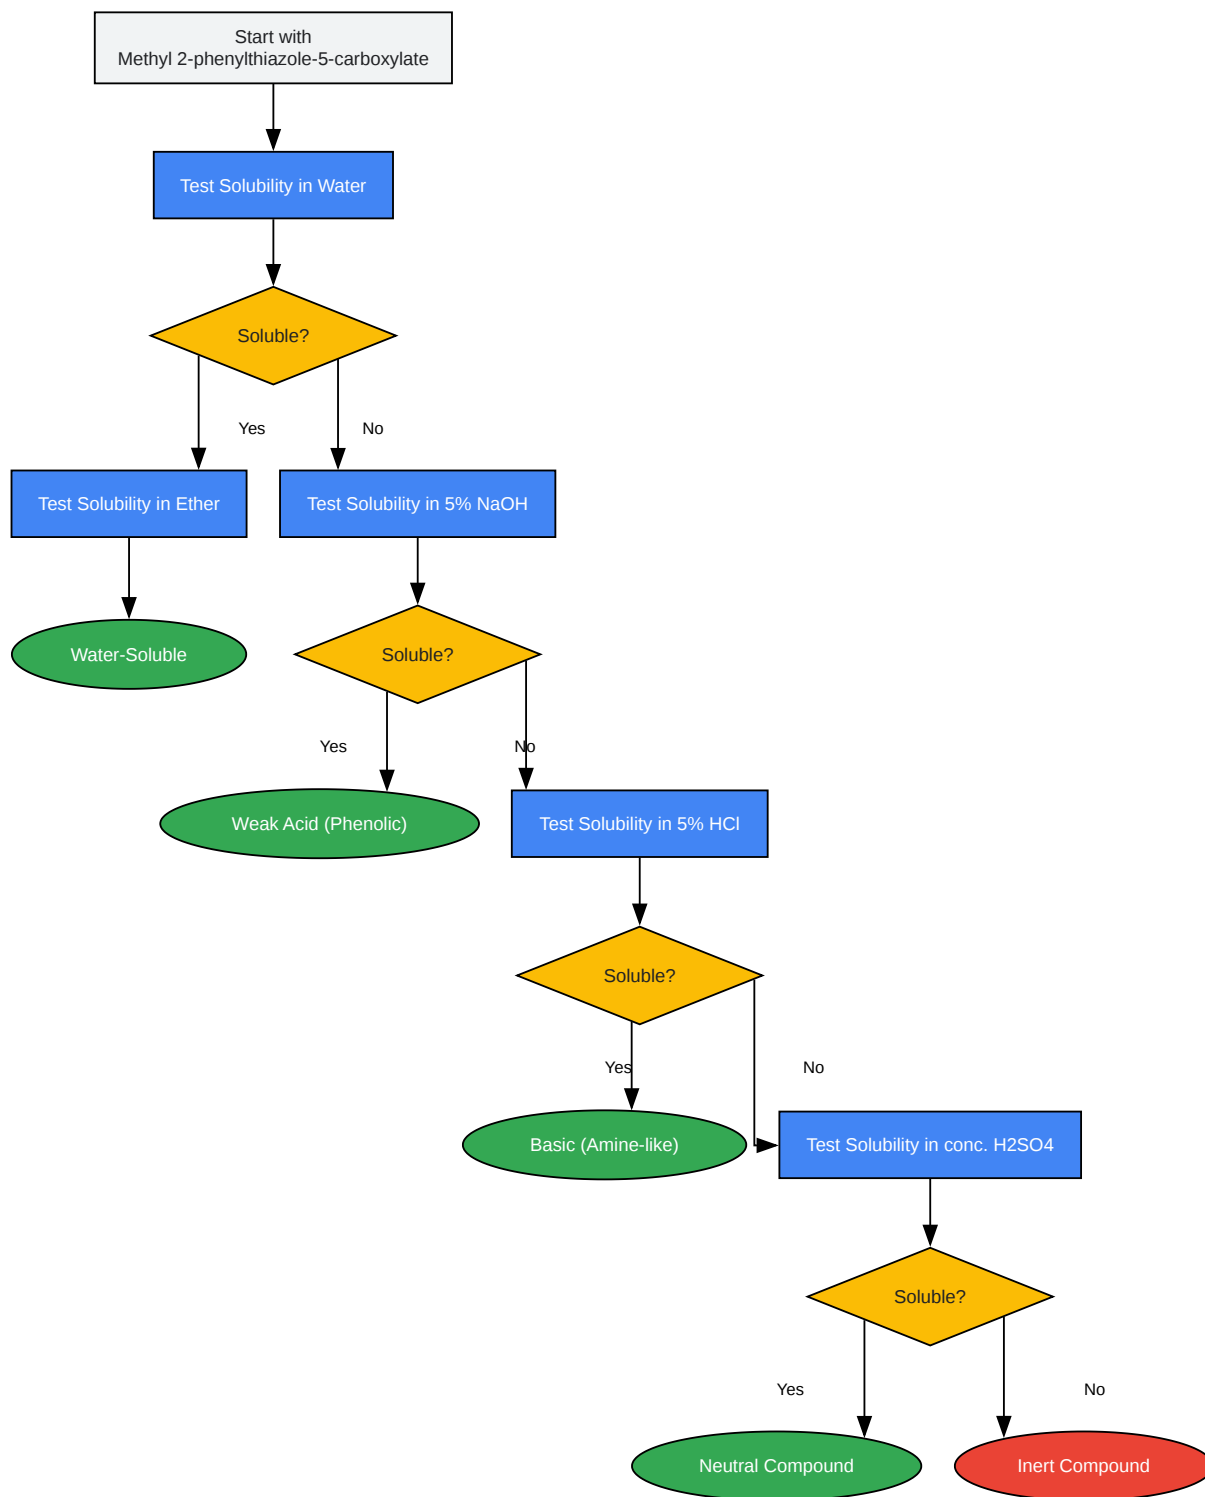 Start with
Methyl 2-phenylthiazole-5-carboxylate
Test Solubility in Water
Soluble?
Yes
No
Test Solubility in Ether
Test Solubility in 5% NaOH
Water-Soluble
Soluble?
Yes
No
Weak Acid (Phenolic)
Test Solubility in 5% HCl
Soluble?
Yes
No
Basic (Amine-like)
Test Solubility in conc. H2SO4
Soluble?
Yes
No
Neutral Compound
Inert Compound